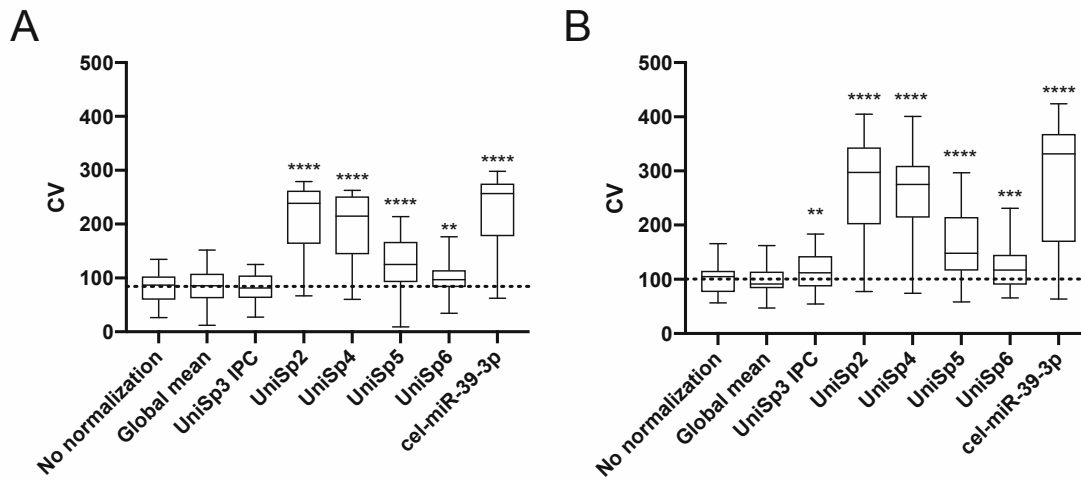 A
CV
500
400
300
200
100
0
****
****
****
**
****
No normalization
Global mean
UniSp3 IPC
UniSp2
UniSp4
UniSp5
UniSp6
cel-miR-39-3p
B
CV
500
400
300
200
100
0
**
****
****
****
***
****
No normalization
Global mean
UniSp3 IPC
UniSp2
UniSp4
UniSp5
UniSp6
cel-miR-39-3p